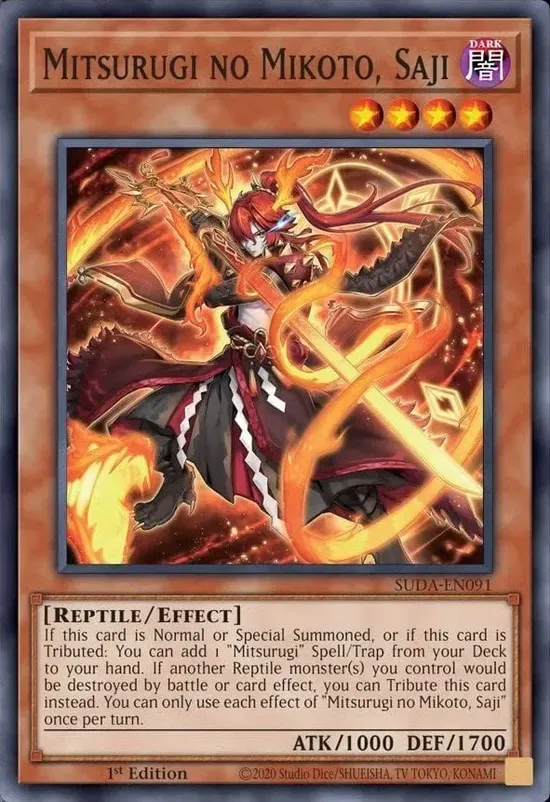 MITSURUGI NO MIKOTO, SAJI
DARK
闇
SUDA-EN091
[REPTILE/EFFECT]
If this card is Normal or Special Summoned, or if this card is
Tributed: You can add 1 "Mitsurugi" Spell/Trap from your Deck
to your hand. If another Reptile monster(s) you control would
be destroyed by battle or card effect, you can Tribute this card
instead. You can only use each effect of "Mitsurugi no Mikoto, Saji"
once per turn.
ATK/1000 DEF/1700
1st Edition
©2020 Studio Dice/SHUEISHA, TV TOKYO, KONAMI